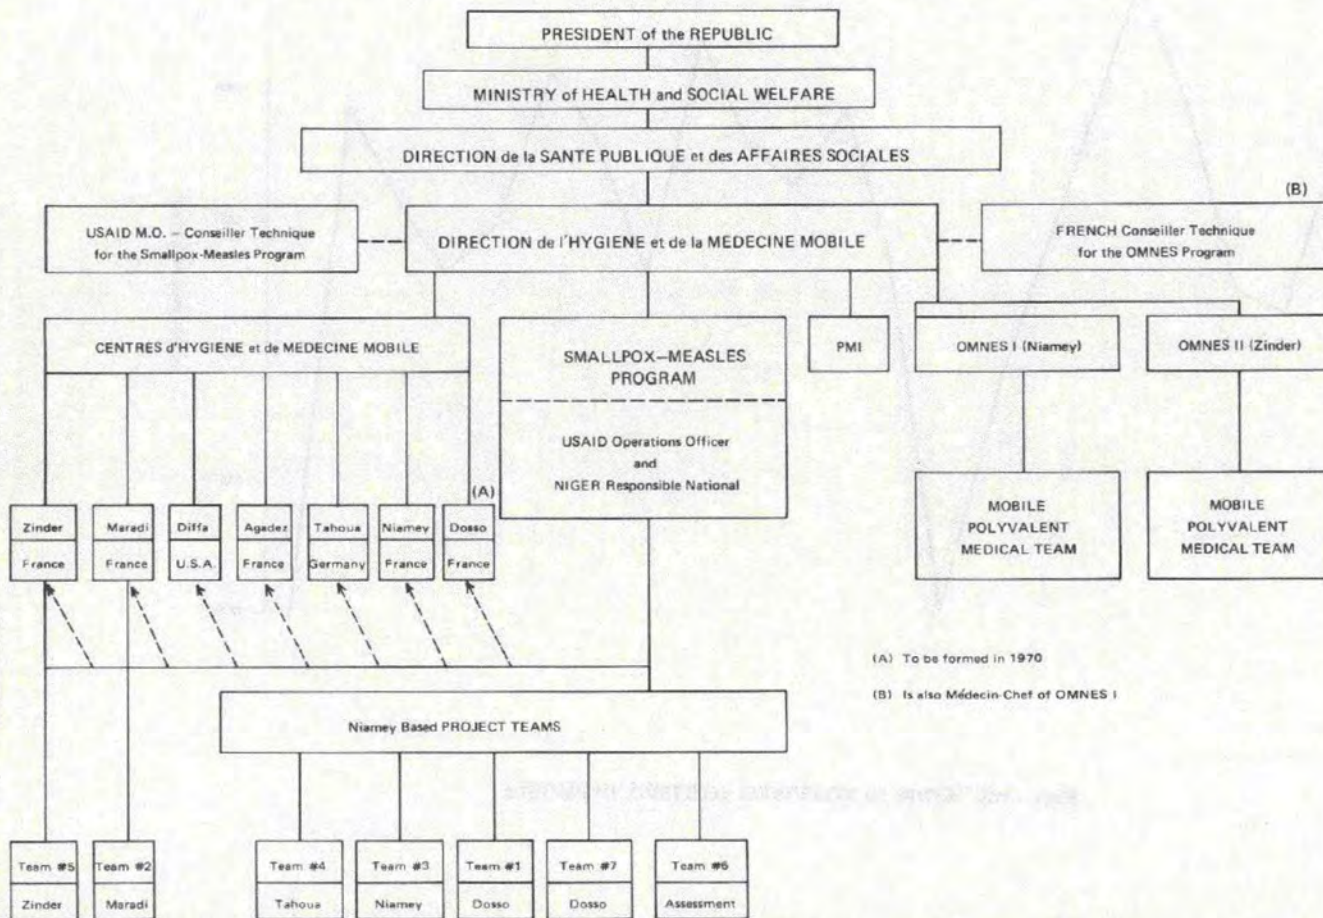 PRESIDENT of the REPUBLIC
MINISTRY of HEALTH and SOCIAL WELFARE
DIRECTION de la SANTE PUBLIQUE et des AFFAIRES SOCIALES
(B)
USAID M.O. – Conseiller Technique
for the Smallpox-Measles Program
DIRECTION de l'HYGIENE et de la MEDECINE MOBILE
FRENCH Conseiller Technique
for the OMNES Program
CENTRES d'HYGIENE et de MEDECINE MOBILE
SMALLPOX–MEASLES
PROGRAM
USAID Operations Officer
and
NIGER Responsible National
PMI
OMNES I (Niamey)
OMNES II (Zinder)
MOBILE
POLYVALENT
MEDICAL TEAM
MOBILE
POLYVALENT
MEDICAL TEAM
(A)
Zinder
France
Maradi
France
Diffa
U.S.A.
Agadez
France
Tahoua
Germany
Niamey
France
Dosso
France
(A) To be formed in 1970
(B) Is also Médecin-Chef of OMNES I
Niamey Based PROJECT TEAMS
Team #5
Zinder
Team #2
Maradi
Team #4
Tahoua
Team #3
Niamey
Team #1
Dosso
Team #7
Dosso
Team #6
Assessment